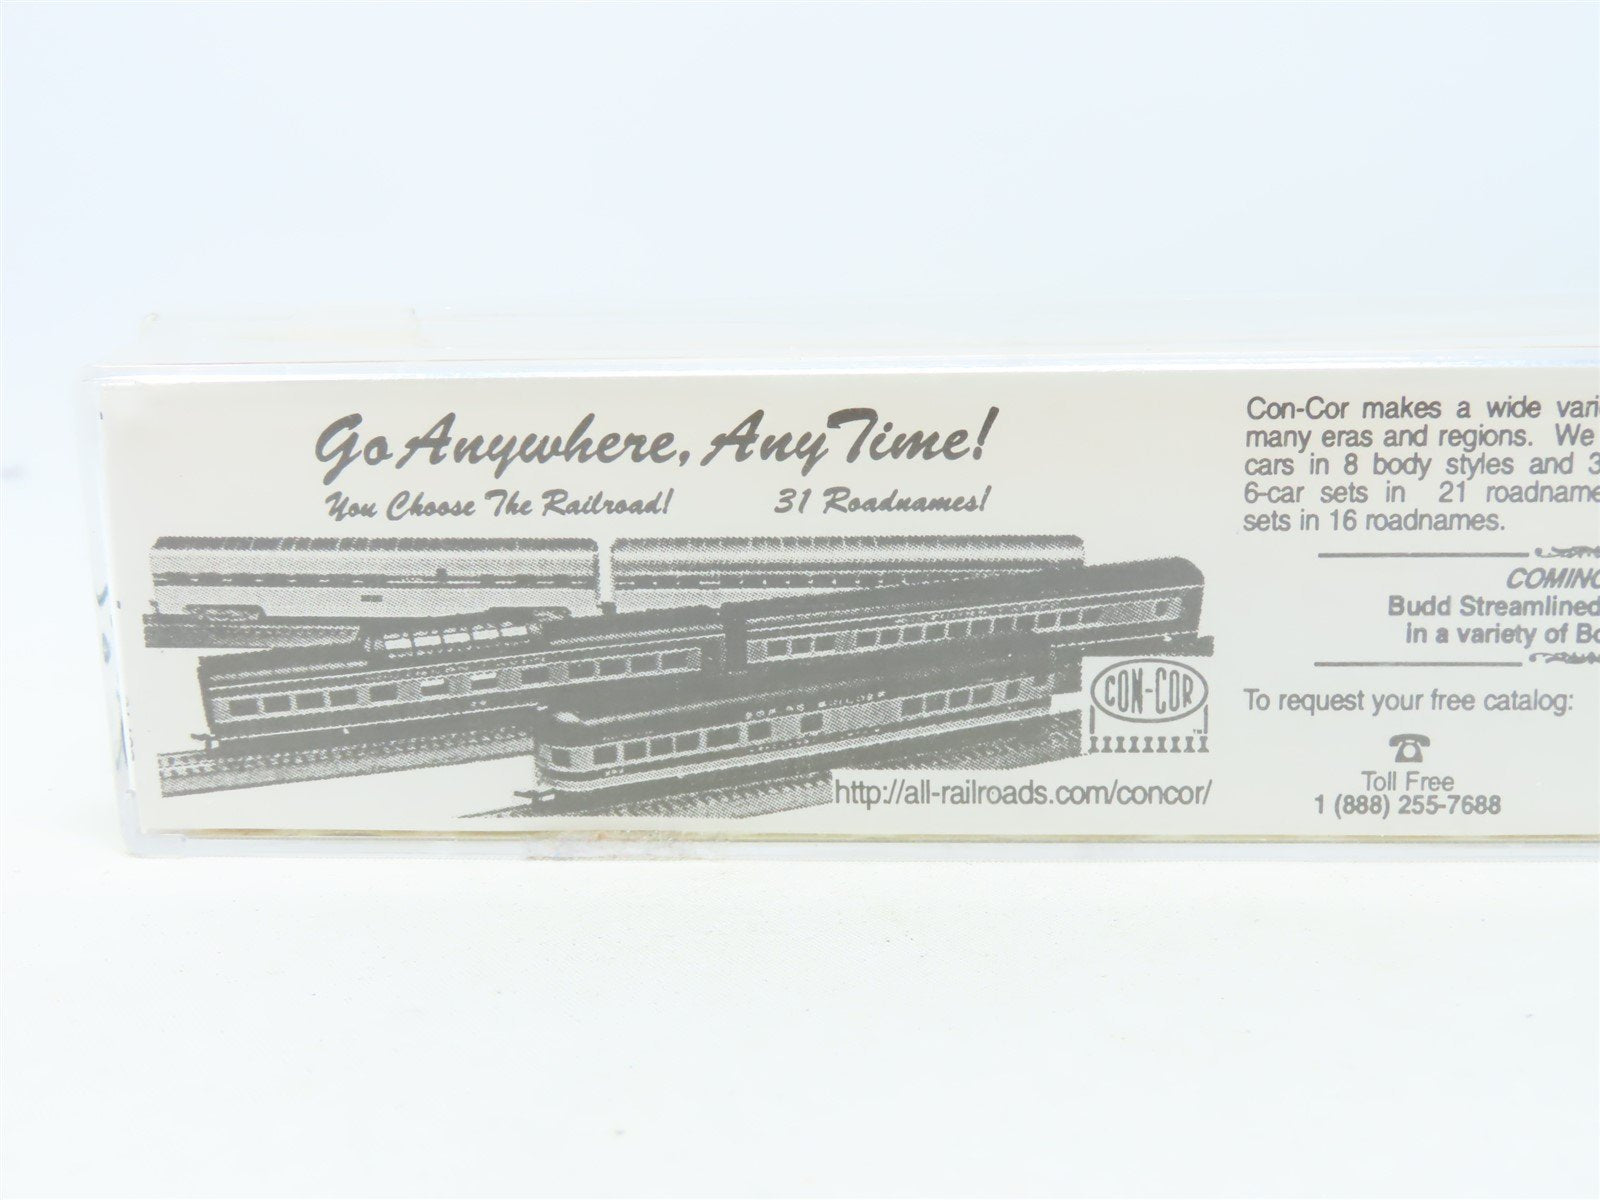 Go Anywhere, Any Time!
You Choose The Railroad! 31 Roadnames!
CON-COR
™
http://all-railroads.com/concor/
Con-Cor makes a wide vari
many eras and regions. We
cars in 8 body styles and 3
6-car sets in 21 roadname
sets in 16 roadnames.
COMING
Budd Streamlined
in a variety of Bo
To request your free catalog:
Toll Free
1 (888) 255-7688